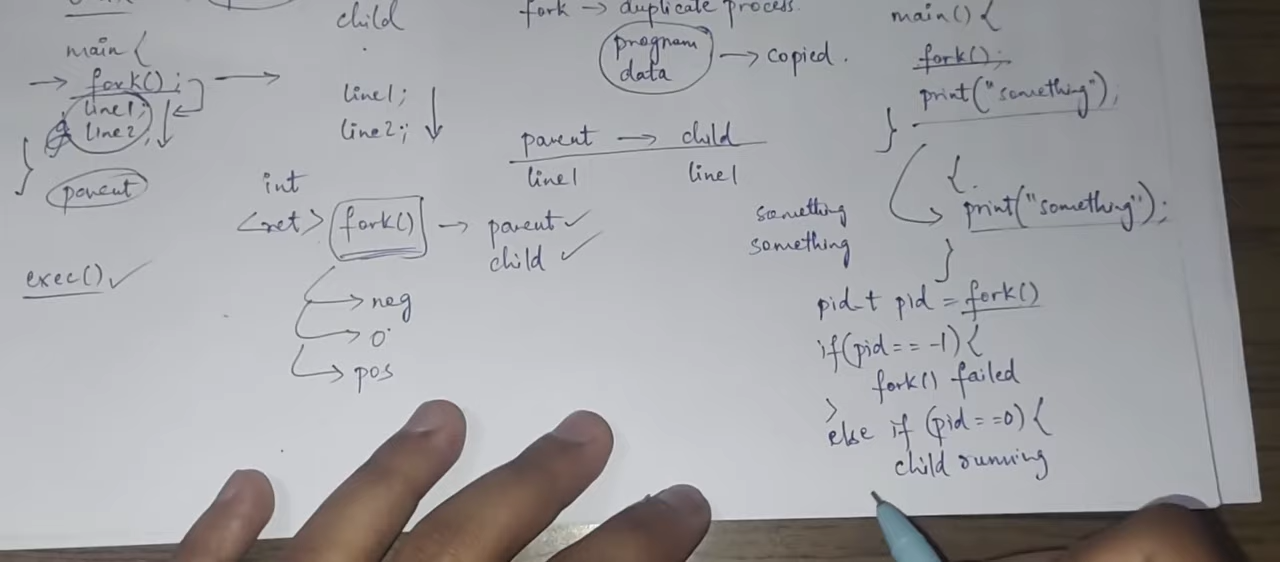 main {
fork();
line1;
line2;
}
parent
exec()
child
line1;
line2;
int
<ret> fork() → parent ✓
child ✓
→ neg
→ 0
→ pos
fork → duplicate process.
program
data → copied.
parent → child
line1 line1
something
something
main() {
fork();
print("something");
}
{
print("something");
}
pid_t pid = fork()
if(pid == -1) {
fork() failed
}
else if (pid == 0) {
child running